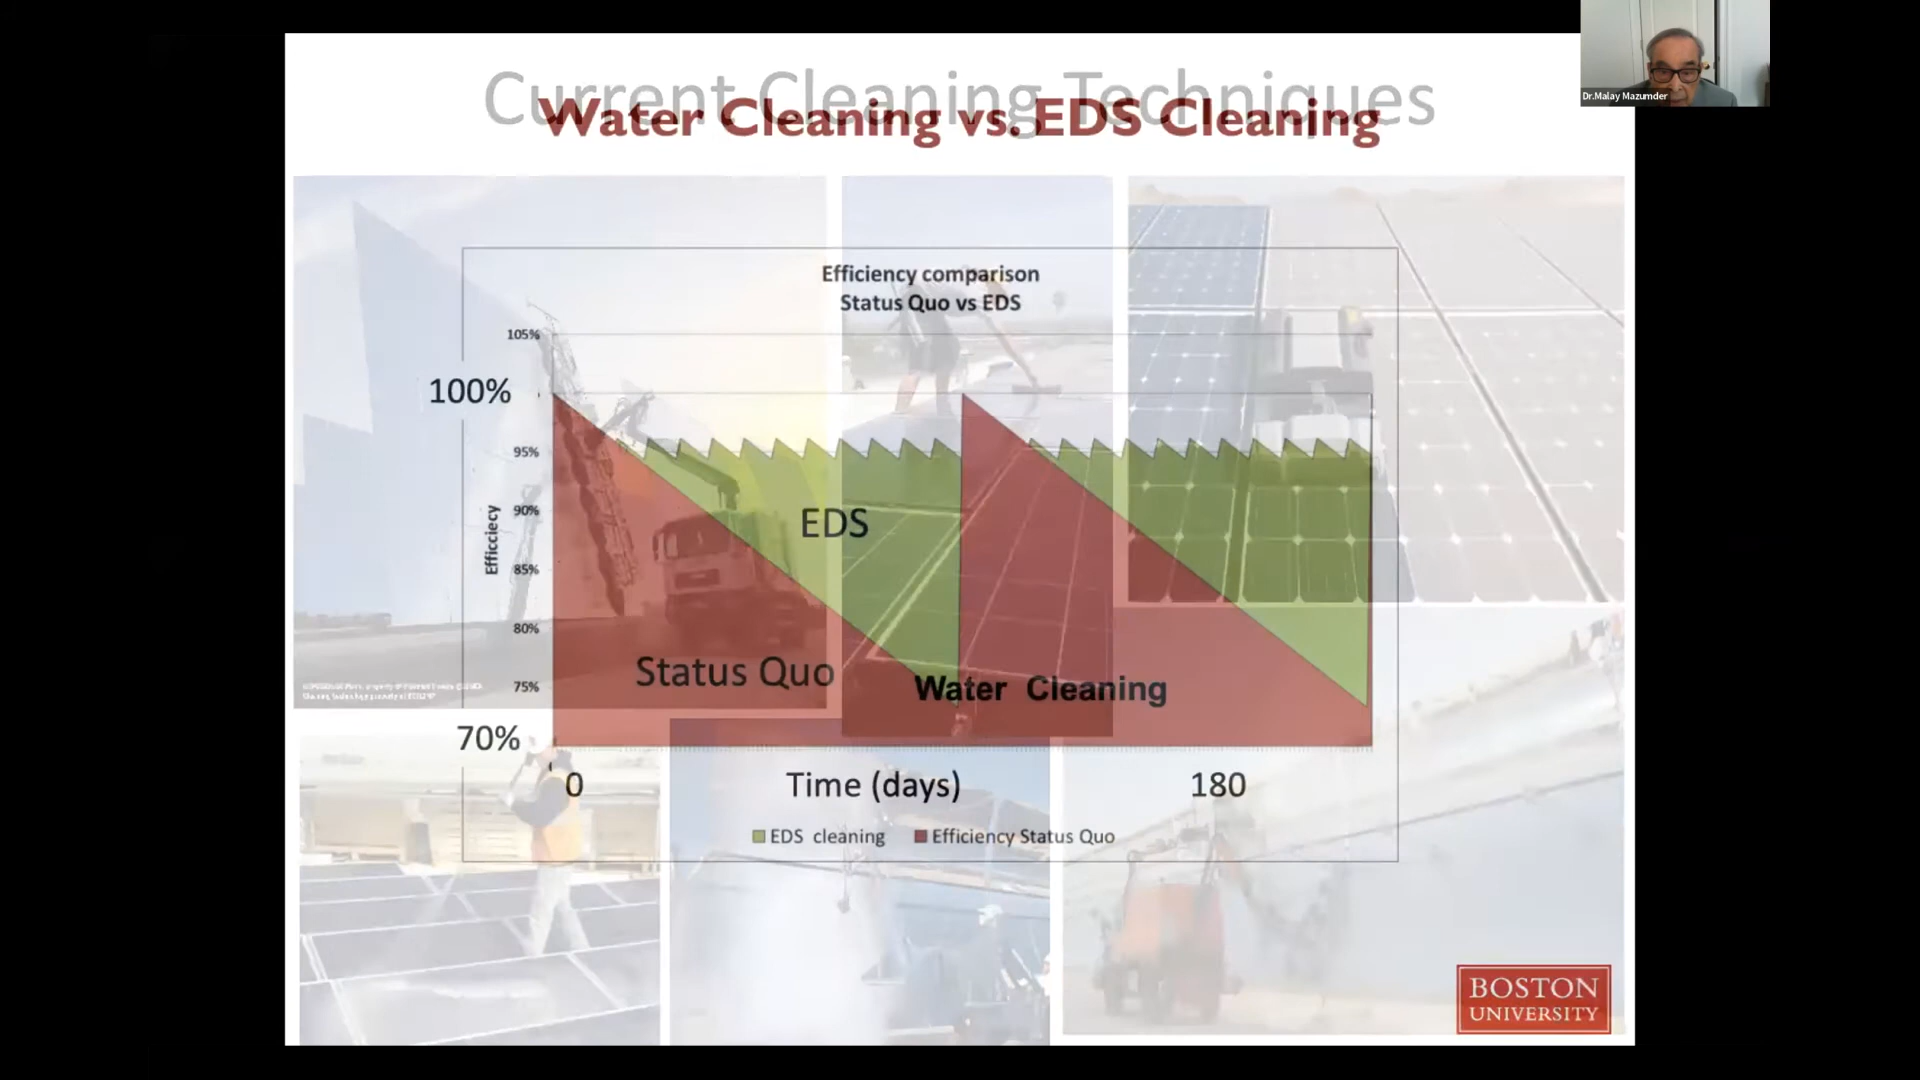 Current Cleaning Techniques
Water Cleaning vs. EDS Cleaning
Dr.Malay Mazumder
Efficiency comparison
Status Quo vs EDS
105%
100%
95%
90%
85%
80%
75%
70%
Efficciecy
EDS
Status Quo
Water Cleaning
0
Time (days)
180
EDS cleaning
Efficiency Status Quo
BOSTON
UNIVERSITY